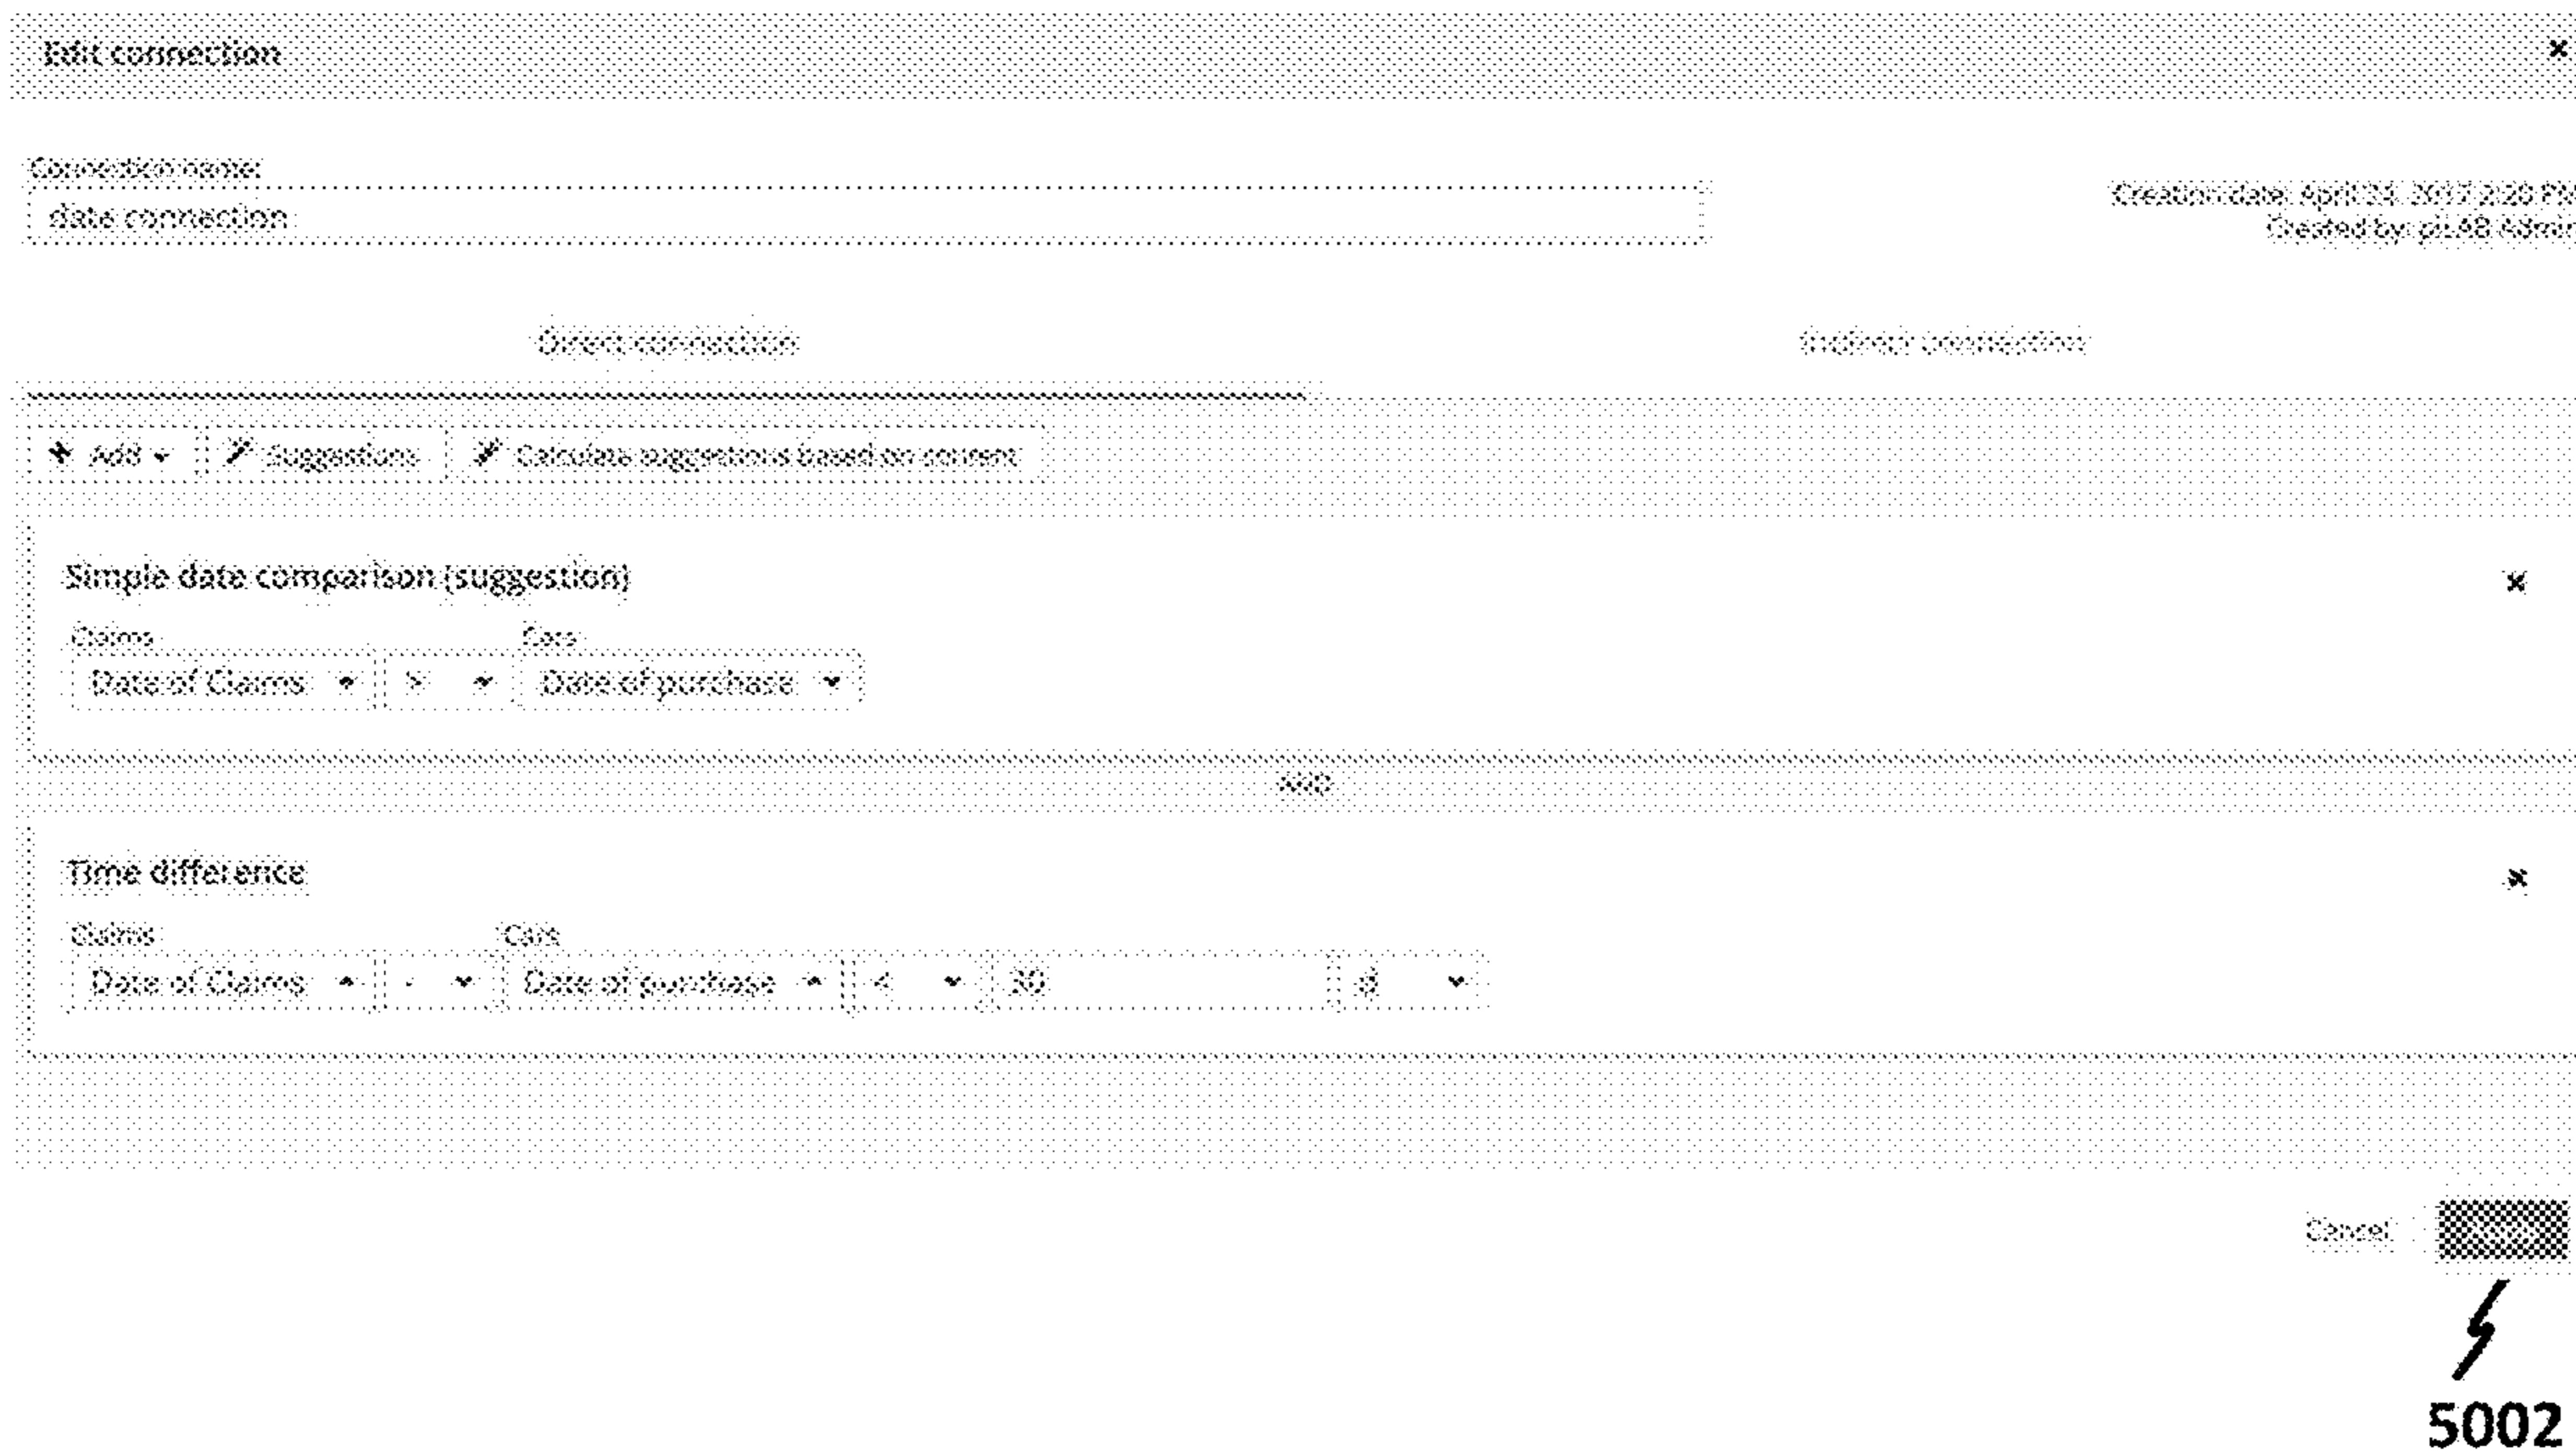 Edit connection ×
Connection name:
date connection
Creation date: April 2017 2:20 PM
Created by: Admin
Direct connection Indirect connection
+ Add Suggestions Calculate suggestions based on content
Simple date comparison (suggestion) ×
Claims Cars
Date of Claims > Date of purchase
AND
Time difference ×
Claims Cars
Date of Claims - Date of purchase < 30 d
Cancel
5002